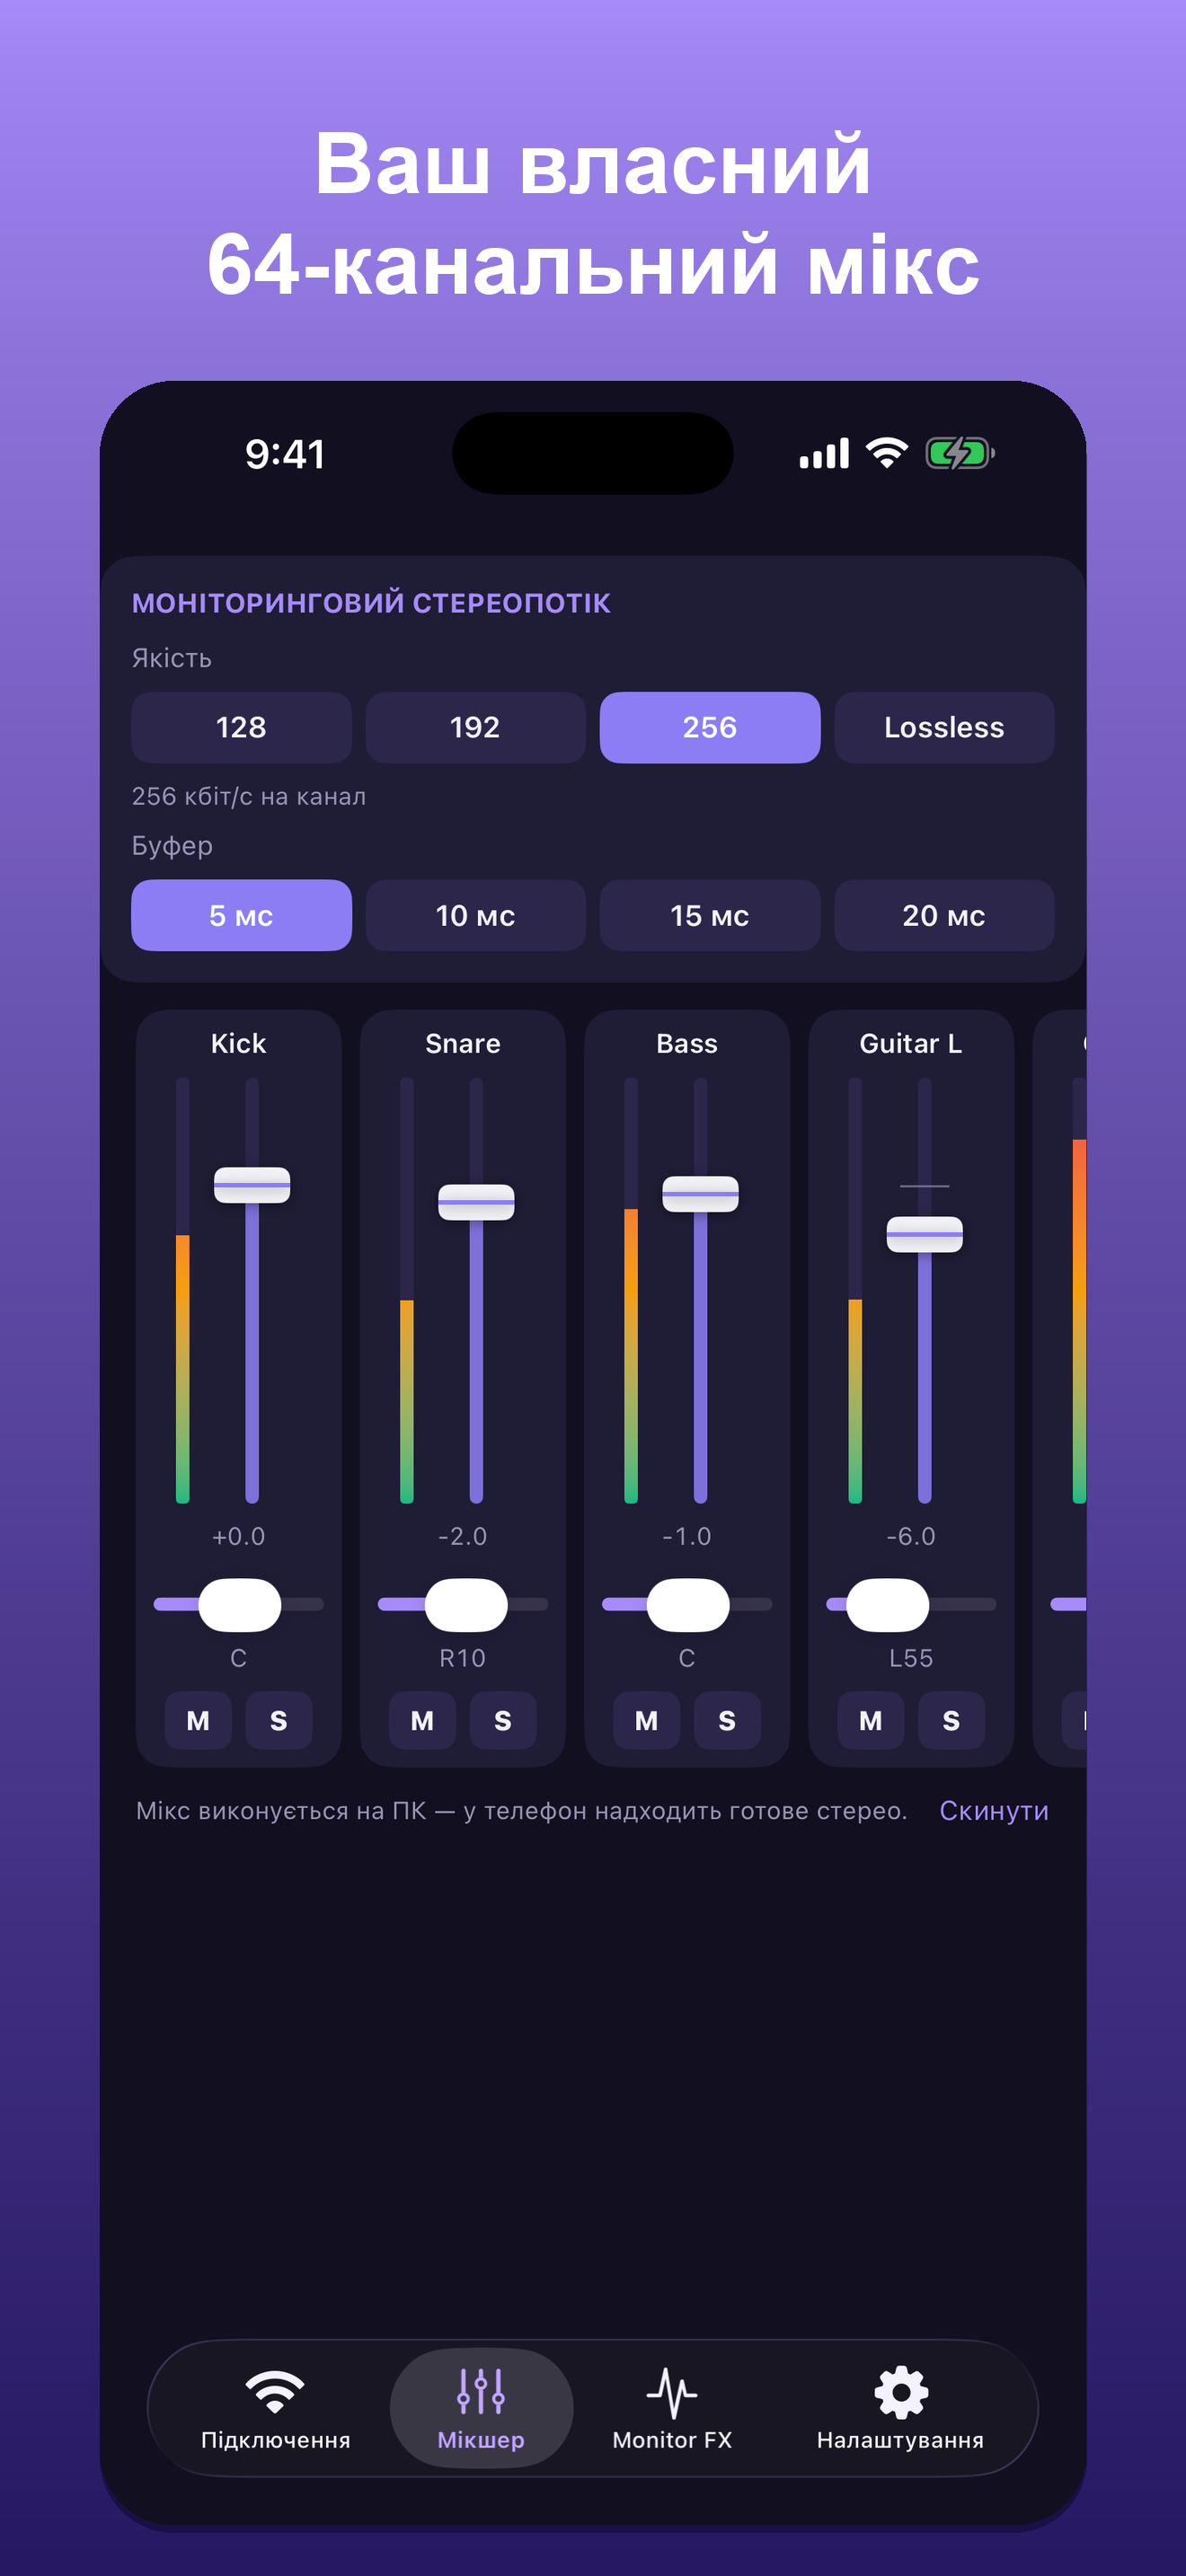 Ваш власний
64-канальний мікс
9:41
МОНІТОРИНГОВИЙ СТЕРЕОПОТІК
Якість
128 192 256 Lossless
256 кбіт/с на канал
Буфер
5 мс 10 мс 15 мс 20 мс
Kick Snare Bass Guitar L
+0.0 -2.0 -1.0 -6.0
C R10 C L55
M S M S M S M S
Мікс виконується на ПК — у телефон надходить готове стерео. Скинути
Підключення Мікшер Monitor FX Налаштування